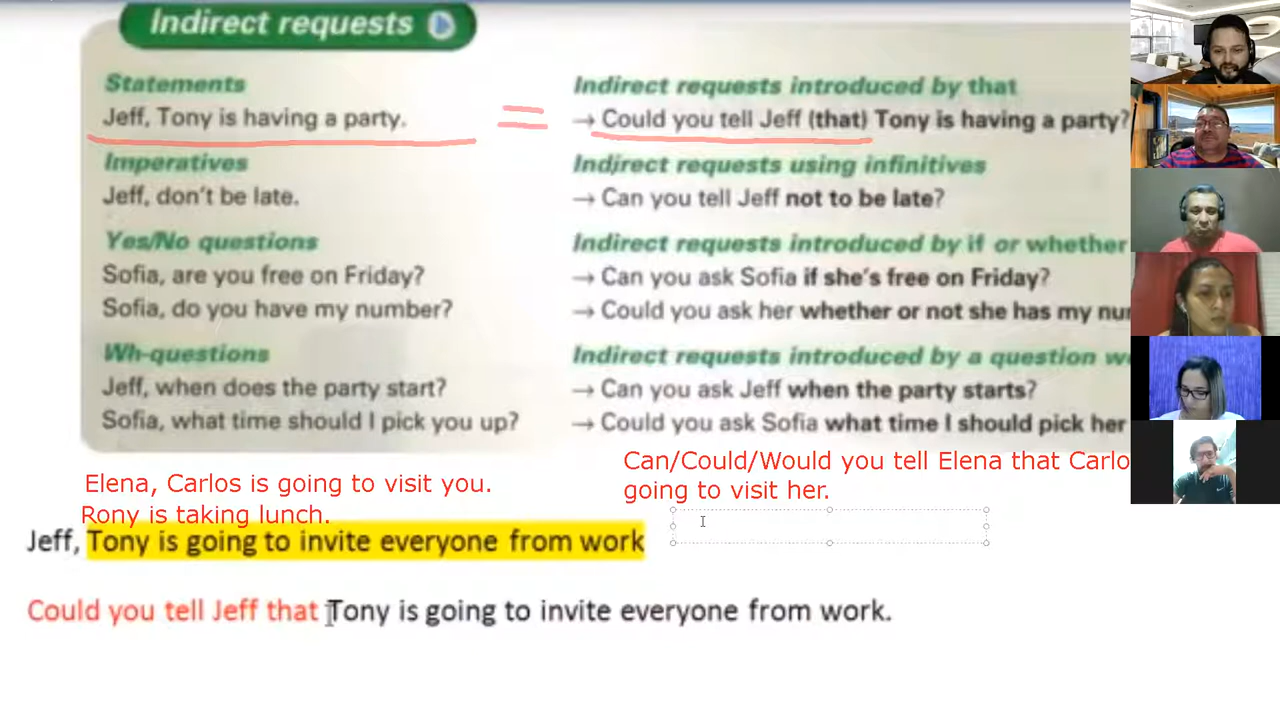 Indirect requests
Statements
Jeff, Tony is having a party.
Indirect requests introduced by that
→ Could you tell Jeff (that) Tony is having a party?
=
Imperatives
Jeff, don't be late.
Indirect requests using infinitives
→ Can you tell Jeff not to be late?
Yes/No questions
Sofia, are you free on Friday?
Sofia, do you have my number?
Indirect requests introduced by if or whether
→ Can you ask Sofia if she's free on Friday?
→ Could you ask her whether or not she has my
Wh-questions
Jeff, when does the party start?
Sofia, what time should I pick you up?
Indirect requests introduced by a question
→ Can you ask Jeff when the party starts?
→ Could you ask Sofia what time I should pick her
Elena, Carlos is going to visit you.
Rony is taking lunch.
Can/Could/Would you tell Elena that Carlo
going to visit her.
Jeff, Tony is going to invite everyone from work
Could you tell Jeff that Tony is going to invite everyone from work.